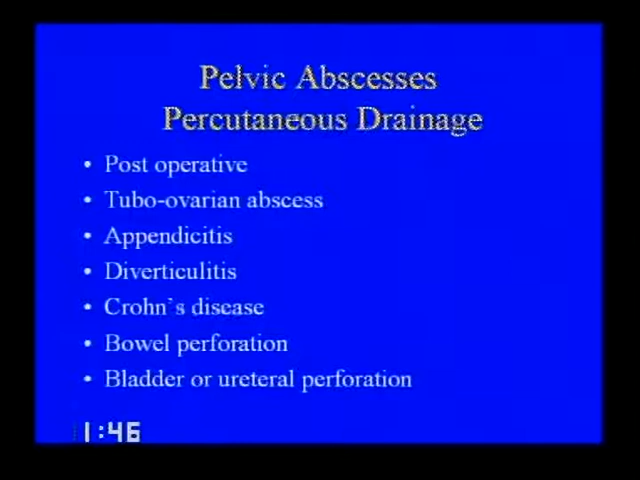 Pelvic Abscesses
Percutaneous Drainage
• Post operative
• Tubo-ovarian abscess
• Appendicitis
• Diverticulitis
• Crohn's disease
• Bowel perforation
• Bladder or ureteral perforation
1:46